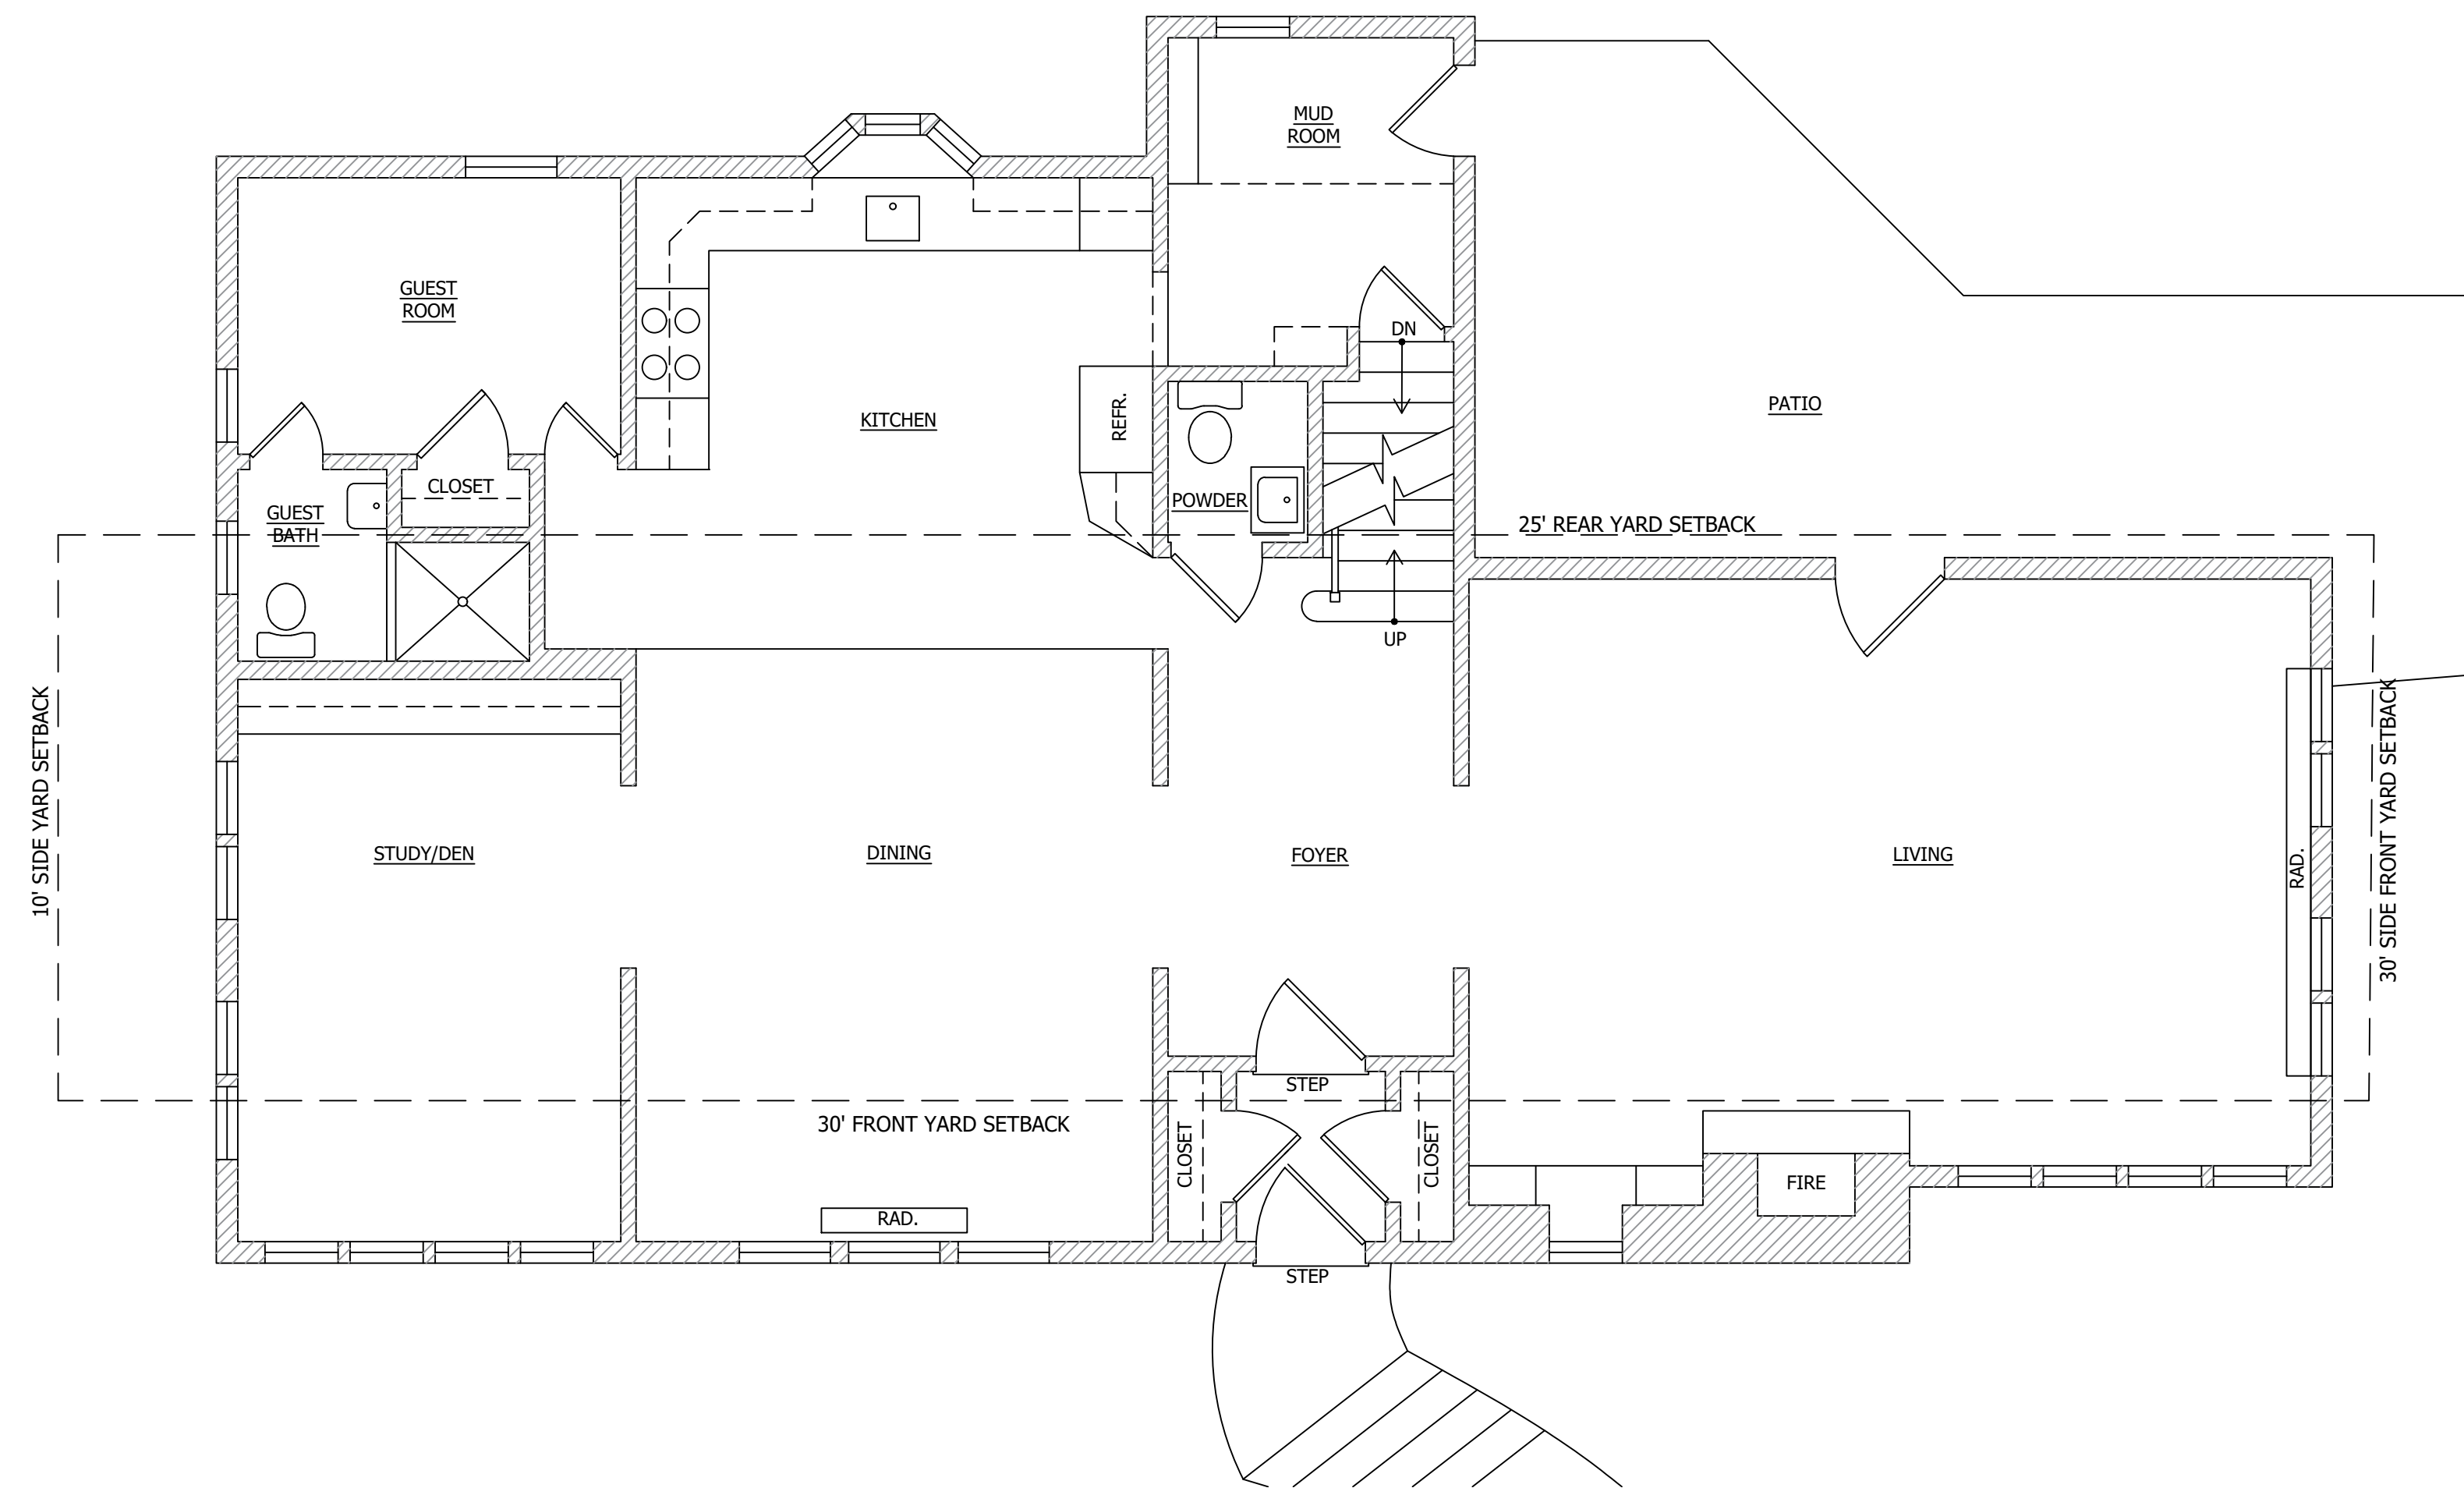 MUD
ROOM
GUEST
ROOM
DN
KITCHEN
REFR.
PATIO
CLOSET
POWDER
GUEST
BATH
25' REAR YARD SETBACK
UP
10' SIDE YARD SETBACK
30' SIDE FRONT YARD SETBACK
STUDY/DEN
DINING
FOYER
LIVING
RAD.
STEP
30' FRONT YARD SETBACK
CLOSET
CLOSET
FIRE
RAD.
STEP